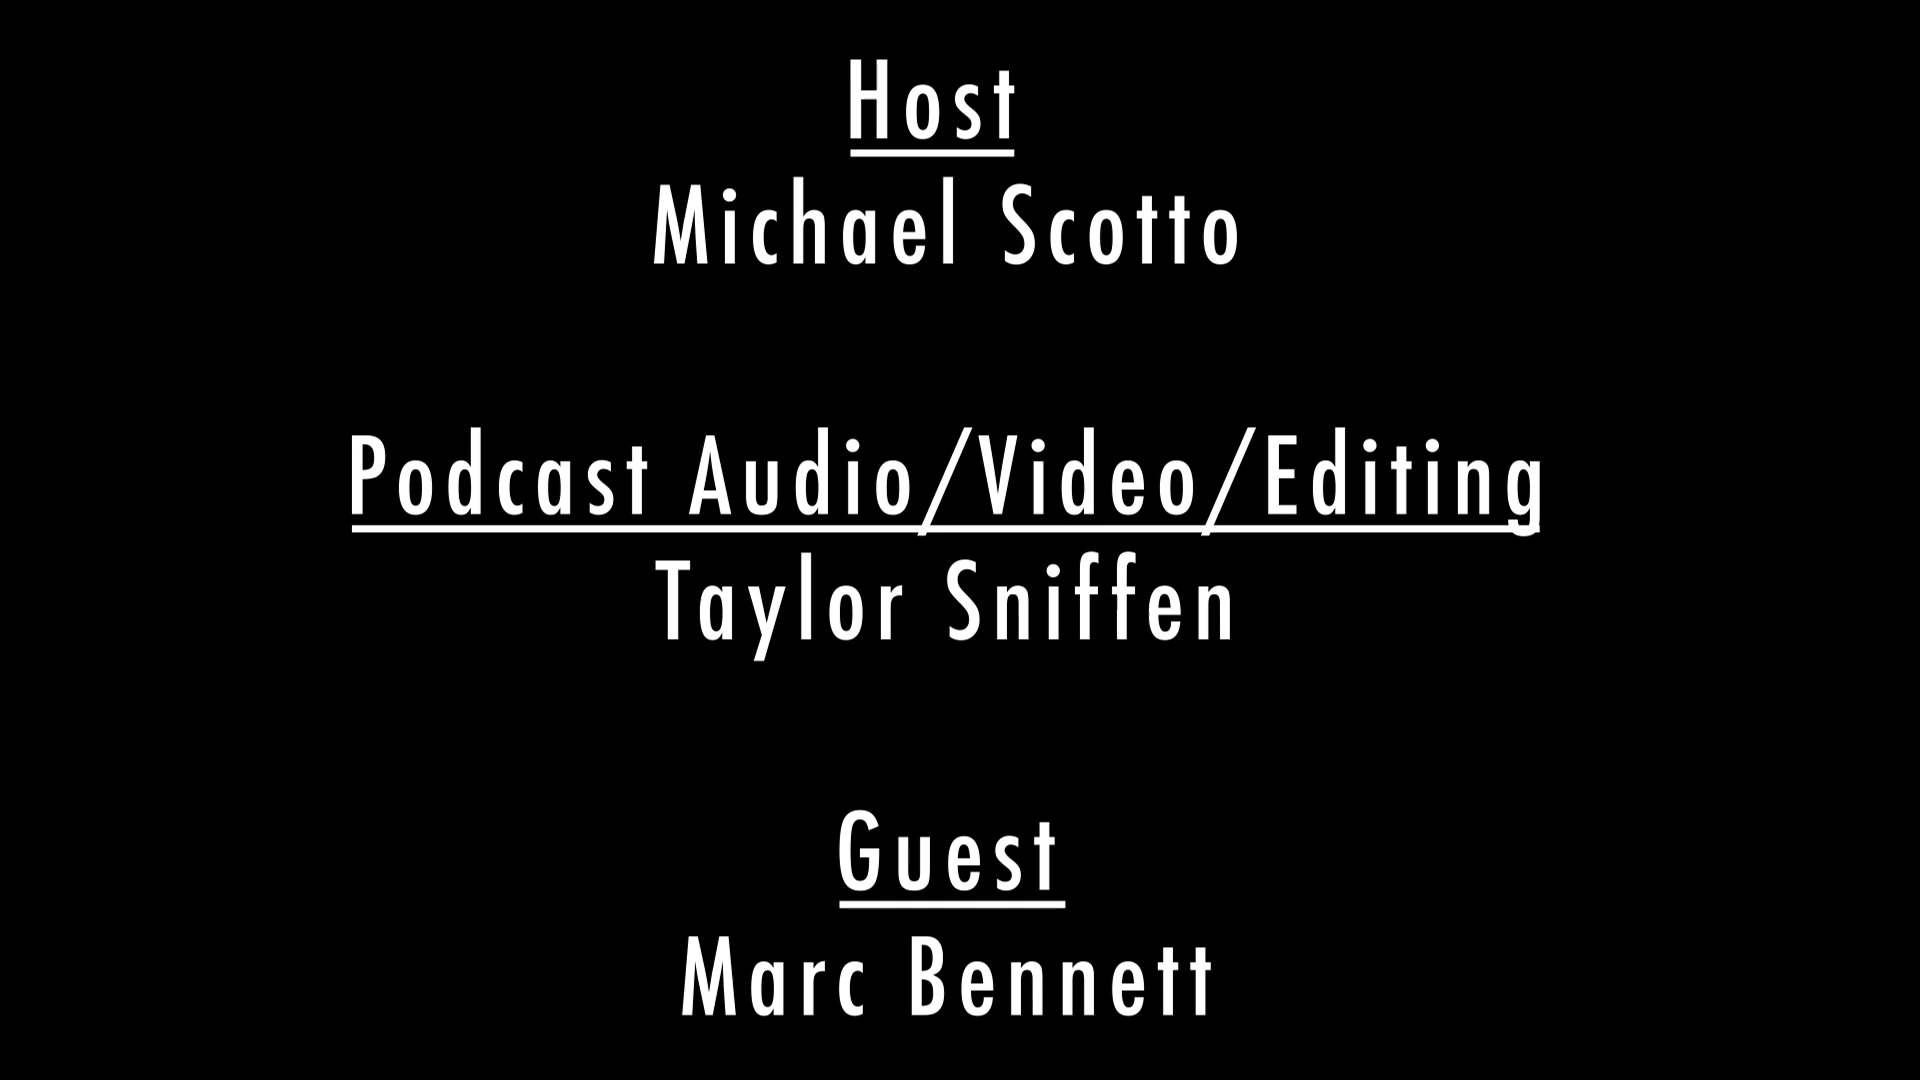 Host
Michael Scotto
Podcast Audio/Video/Editing
Taylor Sniffen
Guest
Marc Bennett